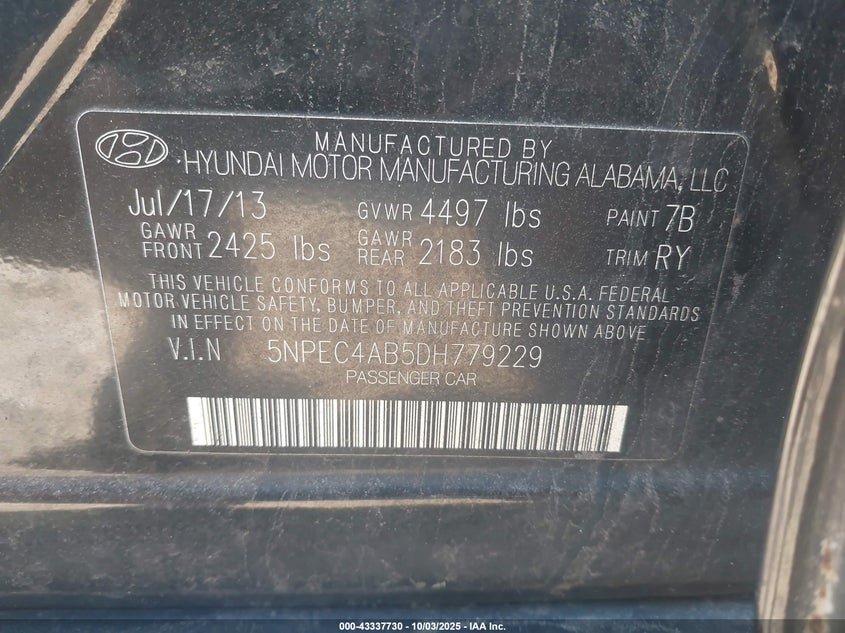 MANUFACTURED BY
HYUNDAI MOTOR MANUFACTURING ALABAMA, LLC
Jul/17/13 GVWR 4497 lbs PAINT 7B
GAWR FRONT 2425 lbs GAWR REAR 2183 lbs TRIM RY
THIS VEHICLE CONFORMS TO ALL APPLICABLE U.S.A. FEDERAL
MOTOR VEHICLE SAFETY, BUMPER, AND THEFT PREVENTION STANDARDS
IN EFFECT ON THE DATE OF MANUFACTURE SHOWN ABOVE
V.I.N 5NPEC4AB5DH779229
PASSENGER CAR
000-43337730 - 10/03/2025 - IAA Inc.